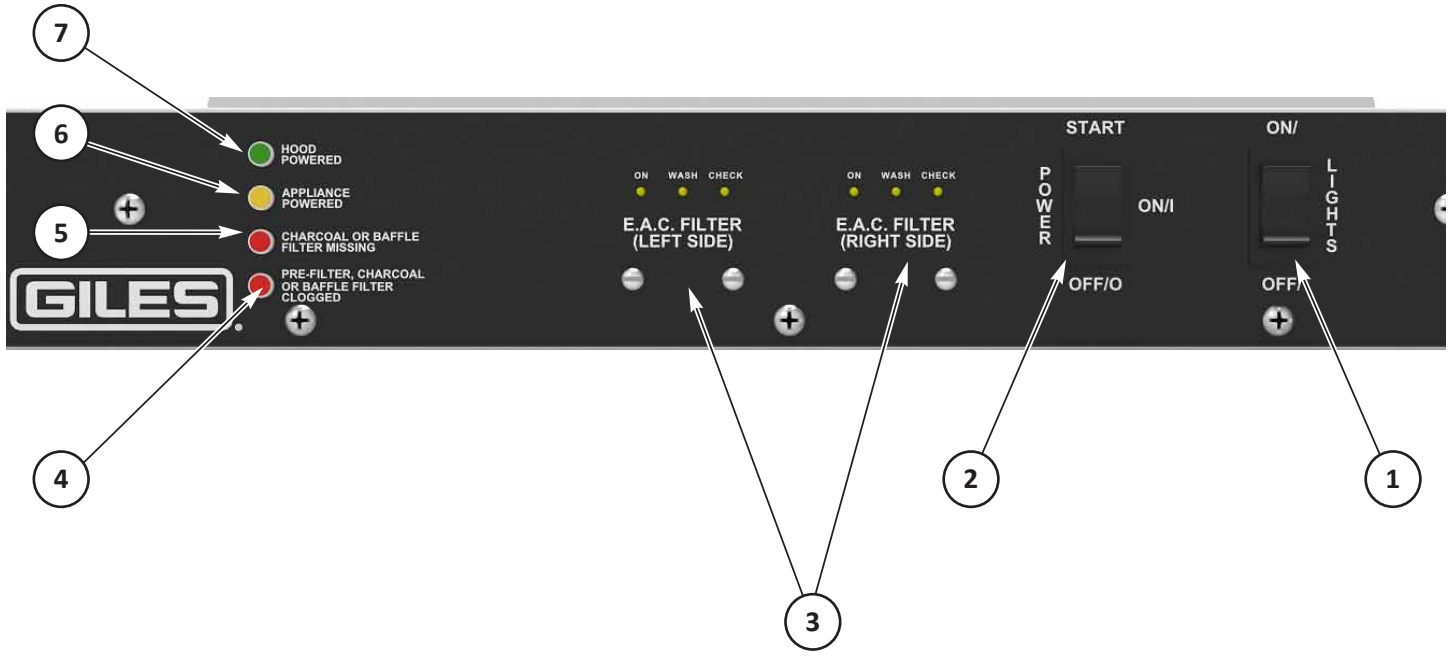 7
6
5
4
3
2
1
HOOD
POWERED
APPLIANCE
POWERED
CHARCOAL OR BAFFLE
FILTER MISSING
PRE-FILTER, CHARCOAL
OR BAFFLE FILTER
CLOGGED
GILES
ON WASH CHECK
E.A.C. FILTER
(LEFT SIDE)
ON WASH CHECK
E.A.C. FILTER
(RIGHT SIDE)
START
POWER
ON/I
OFF/O
ON/
LIGHTS
OFF/